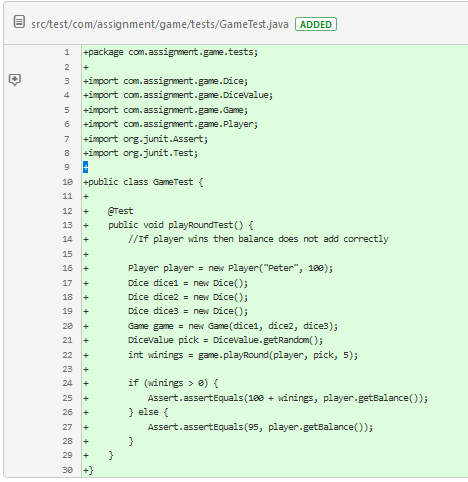 src/test/com/assignment/game/tests/GameTest.java ADDED
1 +package com.assignment.game.tests;
2 +
3 +import com.assignment.game.Dice;
4 +import com.assignment.game.DiceValue;
5 +import com.assignment.game.Game;
6 +import com.assignment.game.Player;
7 +import org.junit.Assert;
8 +import org.junit.Test;
9 +
10 +public class GameTest {
11 +
12 +    @Test
13 +    public void playRoundTest() {
14 +        //If player wins then balance does not add correctly
15 +
16 +        Player player = new Player("Peter", 100);
17 +        Dice dice1 = new Dice();
18 +        Dice dice2 = new Dice();
19 +        Dice dice3 = new Dice();
20 +        Game game = new Game(dice1, dice2, dice3);
21 +        DiceValue pick = DiceValue.getRandom();
22 +        int winings = game.playRound(player, pick, 5);
23 +
24 +        if (winings > 0) {
25 +            Assert.assertEquals(100 + winings, player.getBalance());
26 +        } else {
27 +            Assert.assertEquals(95, player.getBalance());
28 +        }
29 +    }
30 +}